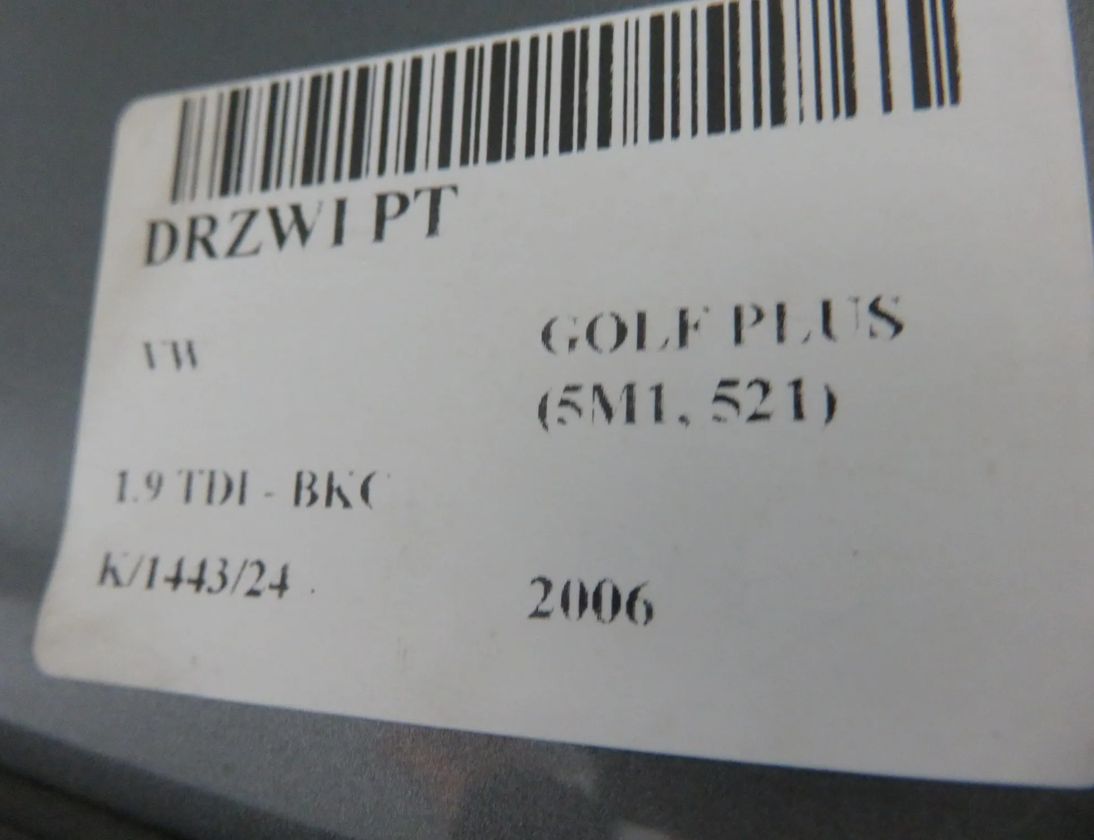 DRZWI PT
VW
GOLF PLUS
(5M1, 521)
1.9 TDI - BKC
K/1443/24
2006